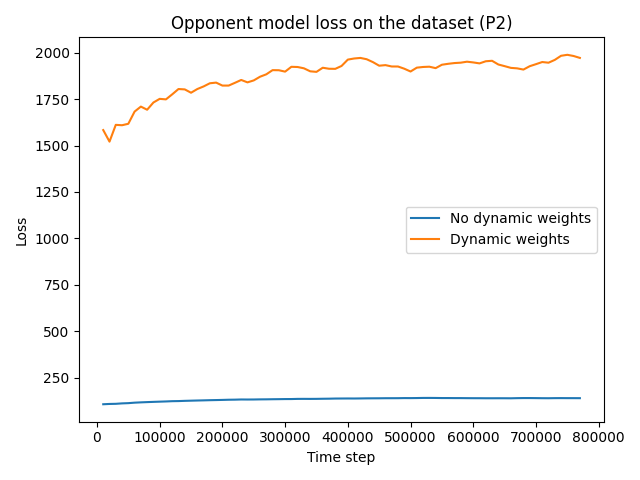 Opponent model loss on the dataset (P2)
2000
1750
1500
1250
1000
750
500
250
Loss
No dynamic weights
Dynamic weights
0 100000 200000 300000 400000 500000 600000 700000 800000
Time step